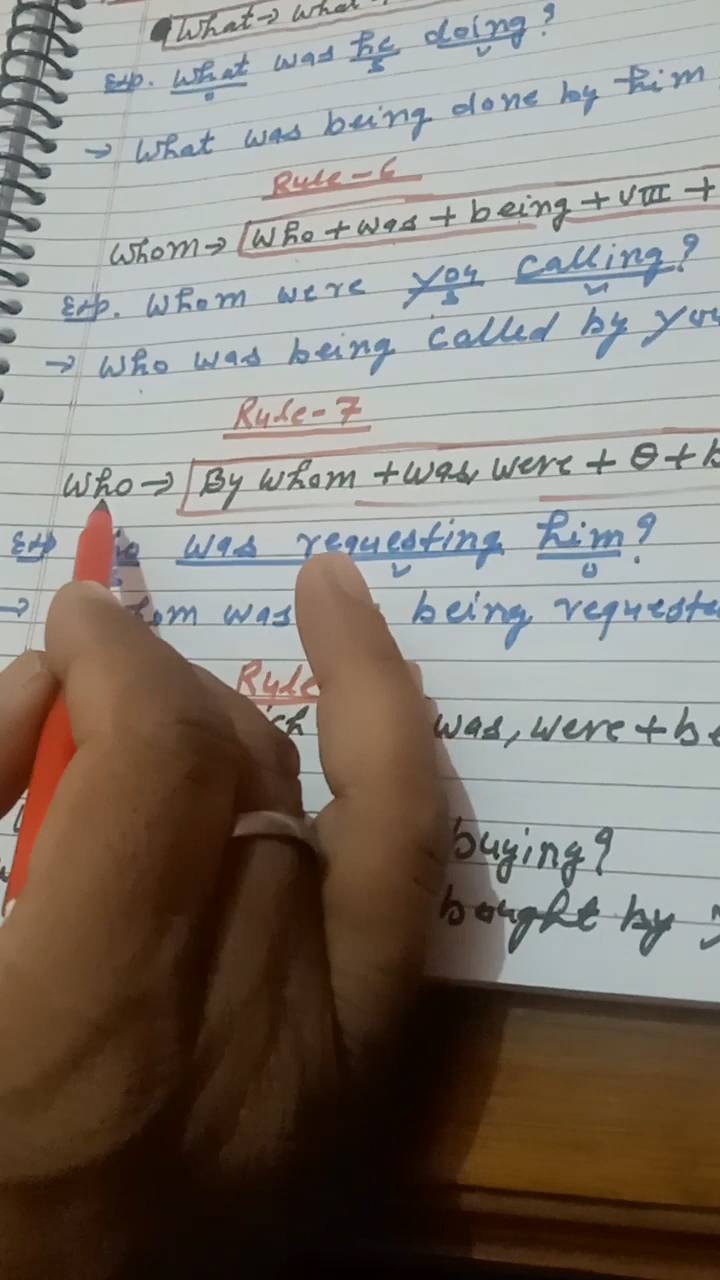 What → What
Exp. What was he doing?
→ What was being done by him
Rule-6
Whom → Who + was + being + VIII +
Exp. Whom were you calling?
S
→ Who was being called by you
Rule-7
Who → By whom + was, were + O + b
Exp was requesting him?
→ was being requeste
Rule
was, were + be
buying?
bought by y